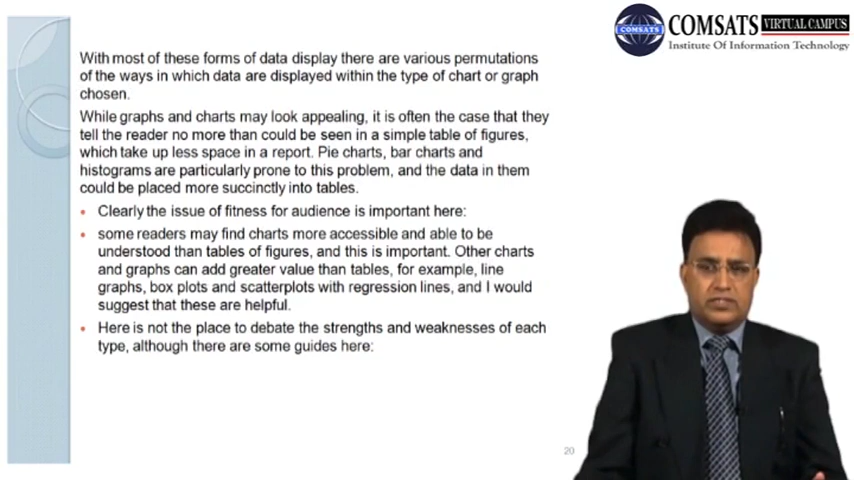 COMSATS VIRTUAL CAMPUS
COMSATS
Institute Of Information Technology
With most of these forms of data display there are various permutations
of the ways in which data are displayed within the type of chart or graph
chosen.
While graphs and charts may look appealing, it is often the case that they
tell the reader no more than could be seen in a simple table of figures,
which take up less space in a report. Pie charts, bar charts and
histograms are particularly prone to this problem, and the data in them
could be placed more succinctly into tables.
• Clearly the issue of fitness for audience is important here:
• some readers may find charts more accessible and able to be
understood than tables of figures, and this is important. Other charts
and graphs can add greater value than tables, for example, line
graphs, box plots and scatterplots with regression lines, and I would
suggest that these are helpful.
• Here is not the place to debate the strengths and weaknesses of each
type, although there are some guides here:
20